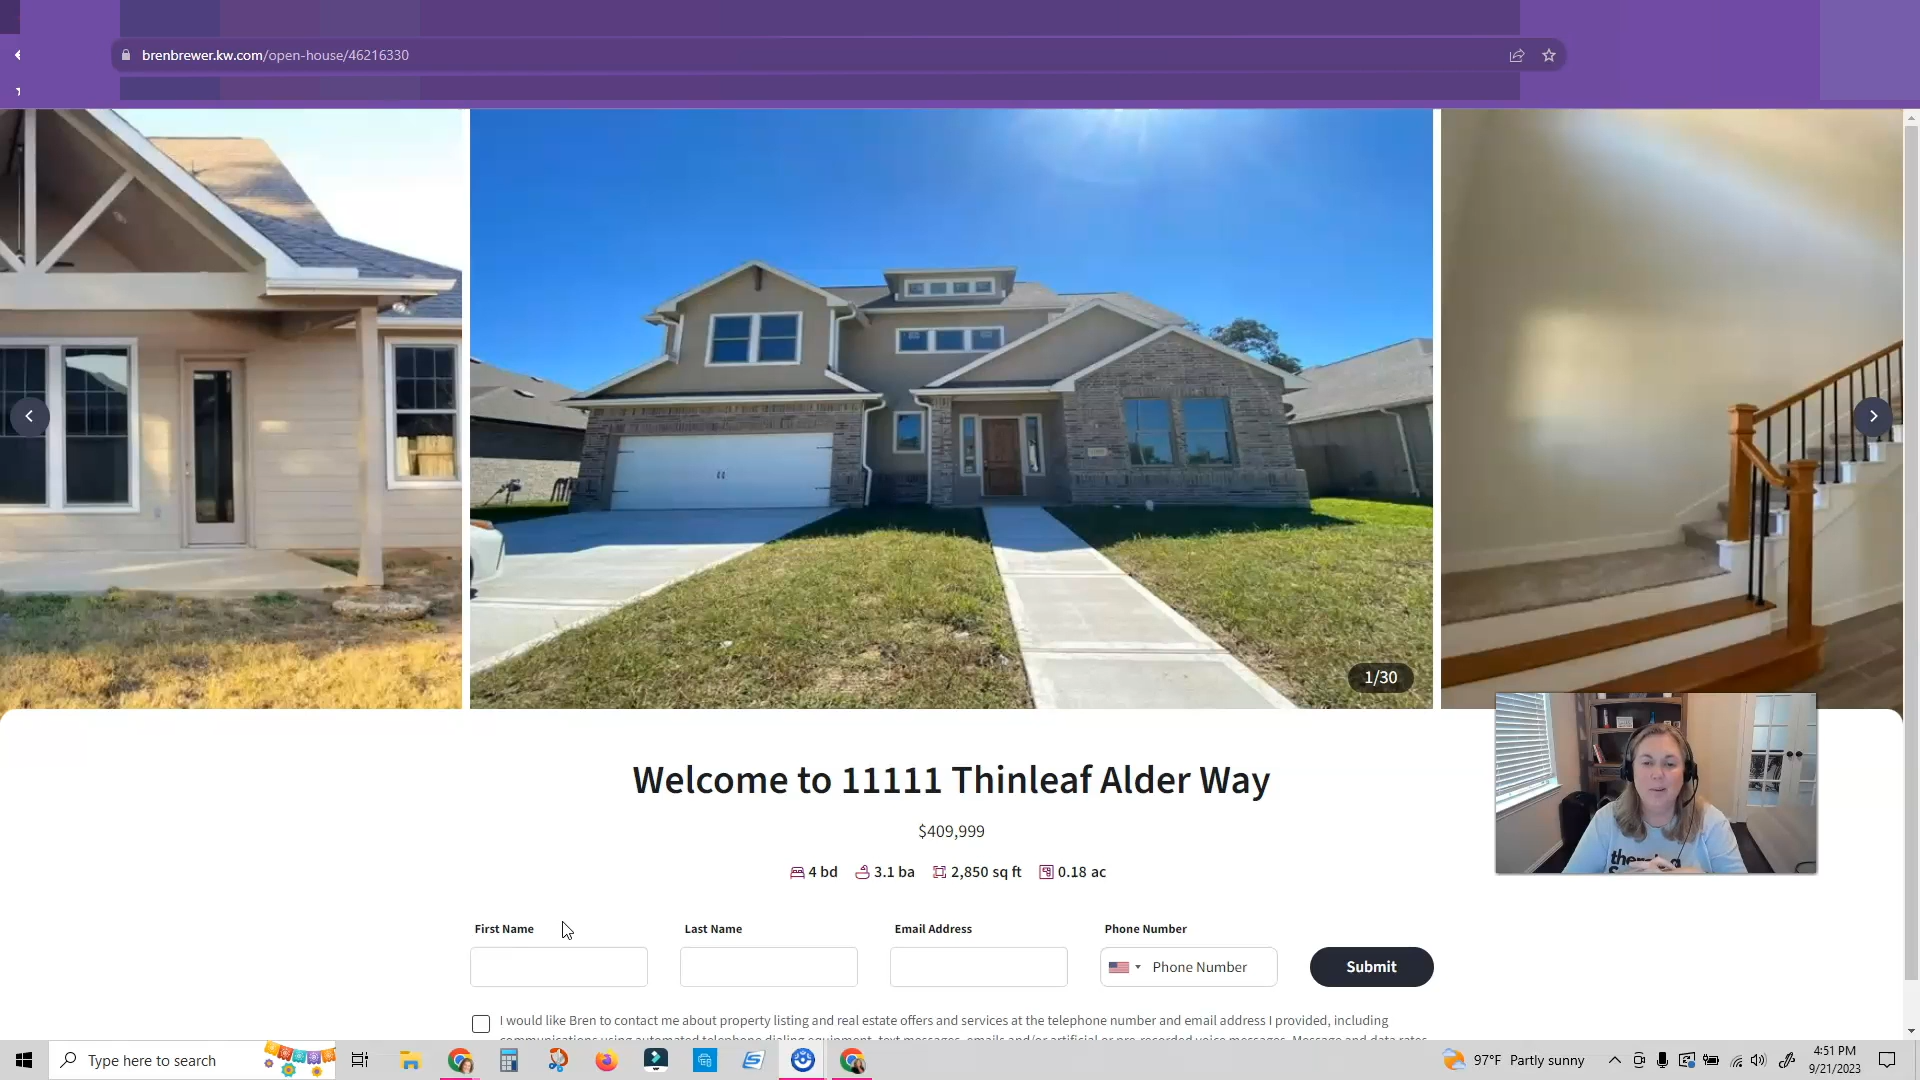 brenbrewer.kw.com/open-house/46216330
1/30
Welcome to 11111 Thinleaf Alder Way
$409,999
4 bd 3.1 ba 2,850 sq ft 0.18 ac
First Name Last Name Email Address Phone Number
Phone Number Submit
I would like Bren to contact me about property listing and real estate offers and services at the telephone number and email address I provided, including
Type here to search
97°F Partly sunny
4:51 PM
9/21/2023